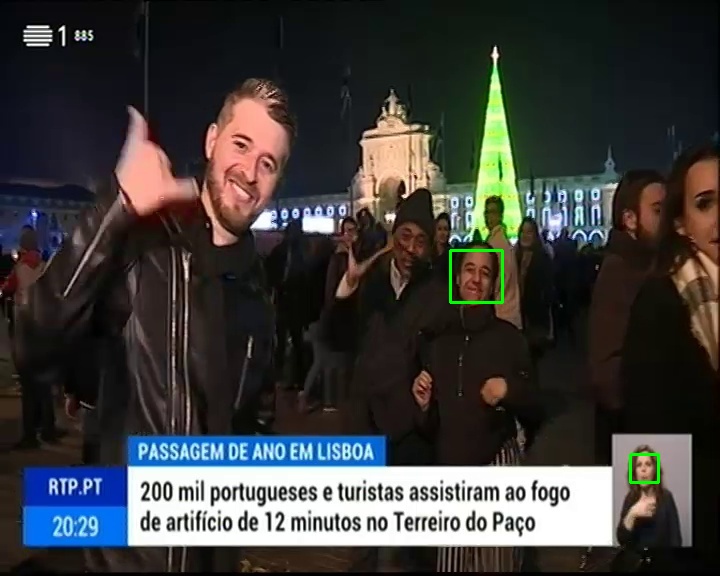 1 885
PASSAGEM DE ANO EM LISBOA
RTP.PT
20:29
200 mil portugueses e turistas assistiram ao fogo
de artifício de 12 minutos no Terreiro do Paço